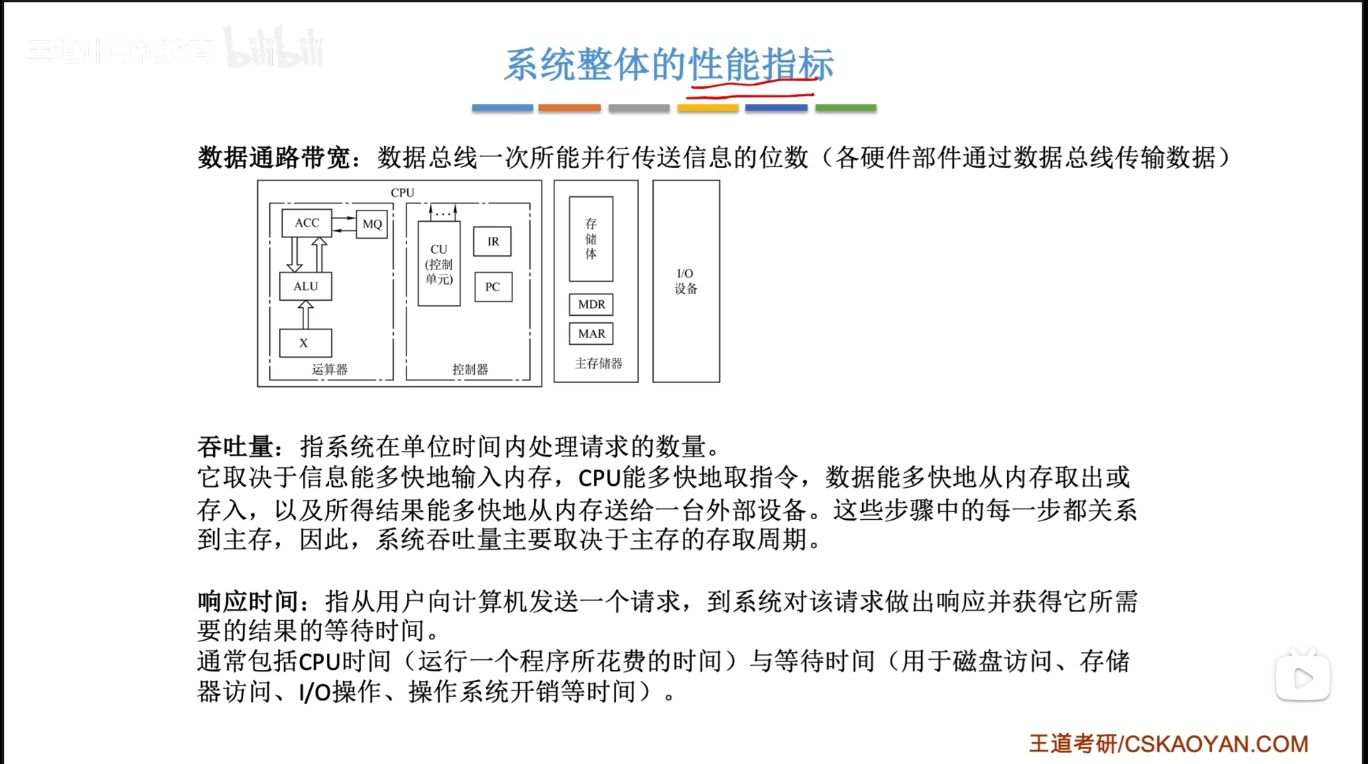 王道计算机教育 bilibili
系统整体的性能指标
数据通路带宽：数据总线一次所能并行传送信息的位数（各硬件部件通过数据总线传输数据）
CPU
ACC
MQ
ALU
X
运算器
...
CU
(控制
单元)
IR
PC
控制器
存
储
体
MDR
MAR
主存储器
I/O
设备
吞吐量：指系统在单位时间内处理请求的数量。
它取决于信息能多快地输入内存，CPU能多快地取指令，数据能多快地从内存取出或
存入，以及所得结果能多快地从内存送给一台外部设备。这些步骤中的每一步都关系
到主存，因此，系统吞吐量主要取决于主存的存取周期。
响应时间：指从用户向计算机发送一个请求，到系统对该请求做出响应并获得它所需
要的结果的等待时间。
通常包括CPU时间（运行一个程序所花费的时间）与等待时间（用于磁盘访问、存储
器访问、I/O操作、操作系统开销等时间）。
王道考研/CSKAOYAN.COM